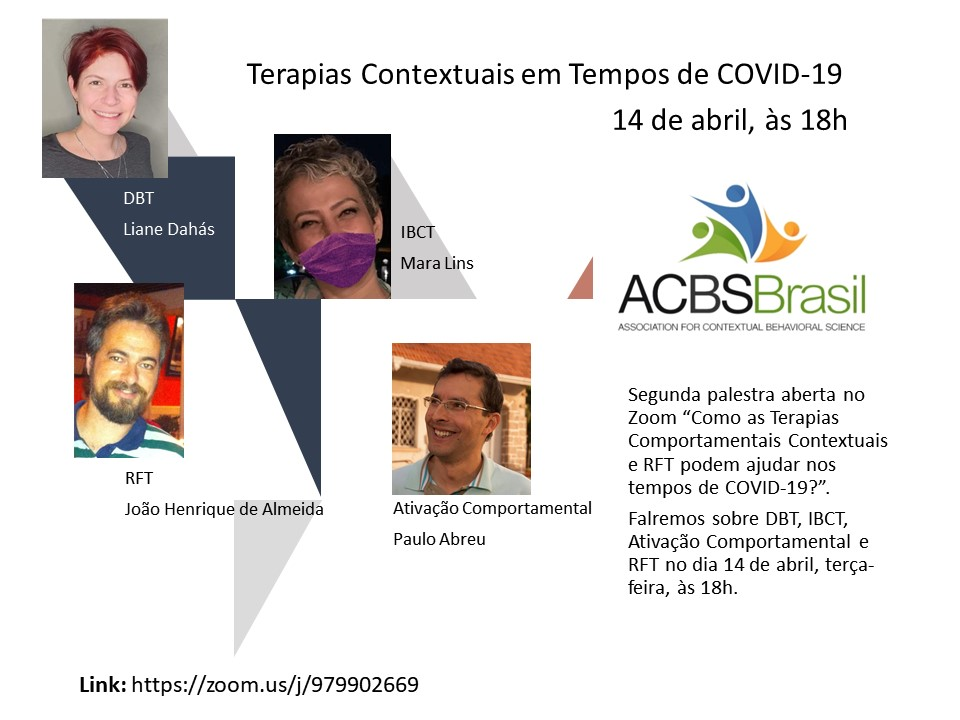 Terapias Contextuais em Tempos de COVID-19
14 de abril, às 18h
DBT
Liane Dahás
IBCT
Mara Lins
ACBSBrasil
ASSOCIATION FOR CONTEXTUAL BEHAVIORAL SCIENCE
RFT
João Henrique de Almeida
Ativação Comportamental
Paulo Abreu
Segunda palestra aberta no
Zoom “Como as Terapias
Comportamentais Contextuais
e RFT podem ajudar nos
tempos de COVID-19?”.
Falremos sobre DBT, IBCT,
Ativação Comportamental e
RFT no dia 14 de abril, terça-
feira, às 18h.
Link: https://zoom.us/j/979902669